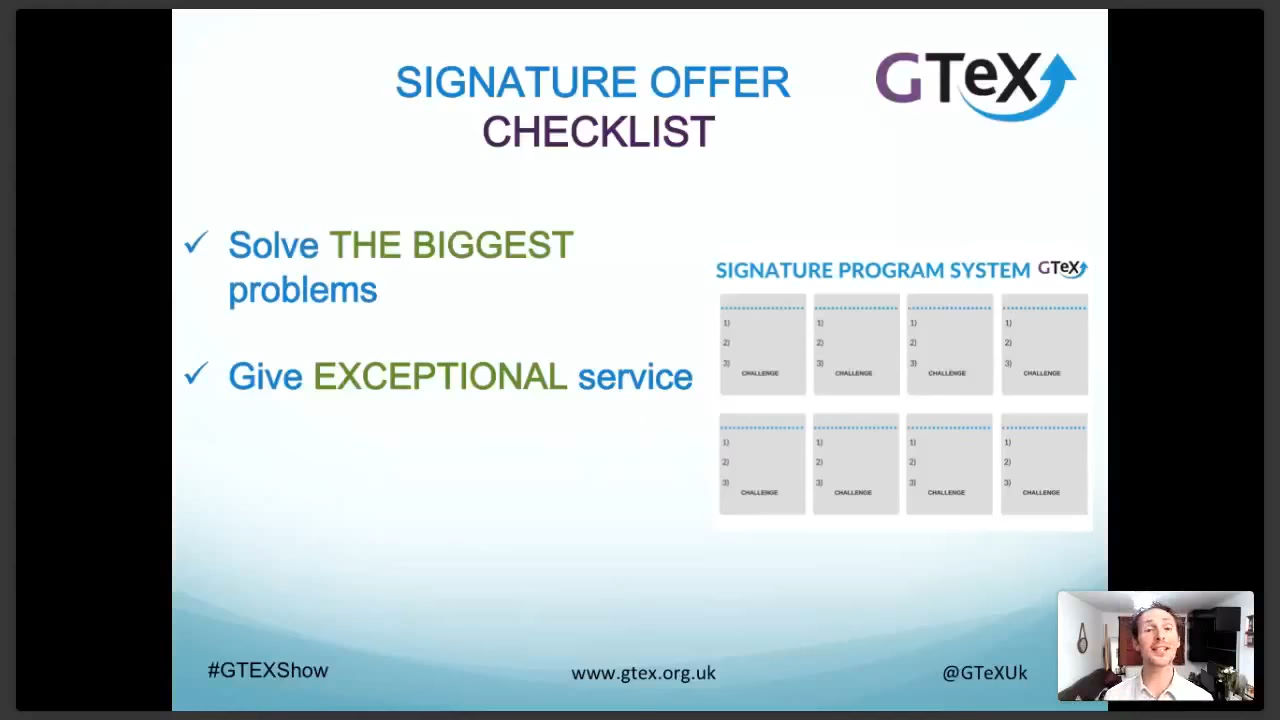 SIGNATURE OFFER
CHECKLIST
GTeX
✓ Solve THE BIGGEST
problems
✓ Give EXCEPTIONAL service
SIGNATURE PROGRAM SYSTEM GTeX
1) 1) 1) 1)
2) 2) 2) 2)
3) 3) 3) 3)
CHALLENGE CHALLENGE CHALLENGE CHALLENGE
1) 1) 1) 1)
2) 2) 2) 2)
3) 3) 3) 3)
CHALLENGE CHALLENGE CHALLENGE CHALLENGE
#GTEXShow www.gtex.org.uk @GTeXUk